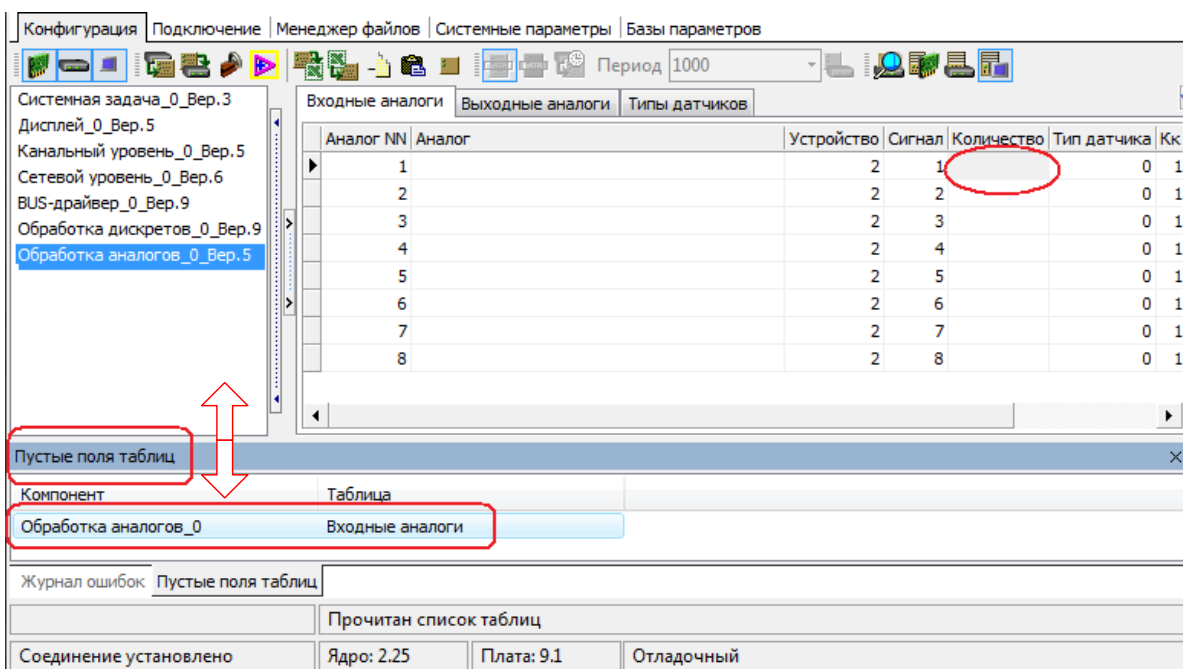 Конфигурация Подключение Менеджер файлов Системные параметры Базы параметров
Период 1000
Системная задача_0_Вер.3
Дисплей_0_Вер.5
Канальный уровень_0_Вер.5
Сетевой уровень_0_Вер.6
BUS-драйвер_0_Вер.9
Обработка дискретов_0_Вер.9
Обработка аналогов_0_Вер.5
Входные аналоги Выходные аналоги Типы датчиков
Аналог NN Аналог Устройство Сигнал Количество Тип датчика Кк
1 2 1 0 1
2 2 2 0 1
3 2 3 0 1
4 2 4 0 1
5 2 5 0 1
6 2 6 0 1
7 2 7 0 1
8 2 8 0 1
Пустые поля таблиц
Компонент Таблица
Обработка аналогов_0 Входные аналоги
Журнал ошибок Пустые поля таблиц
Прочитан список таблиц
Соединение установлено Ядро: 2.25 Плата: 9.1 Отладочный